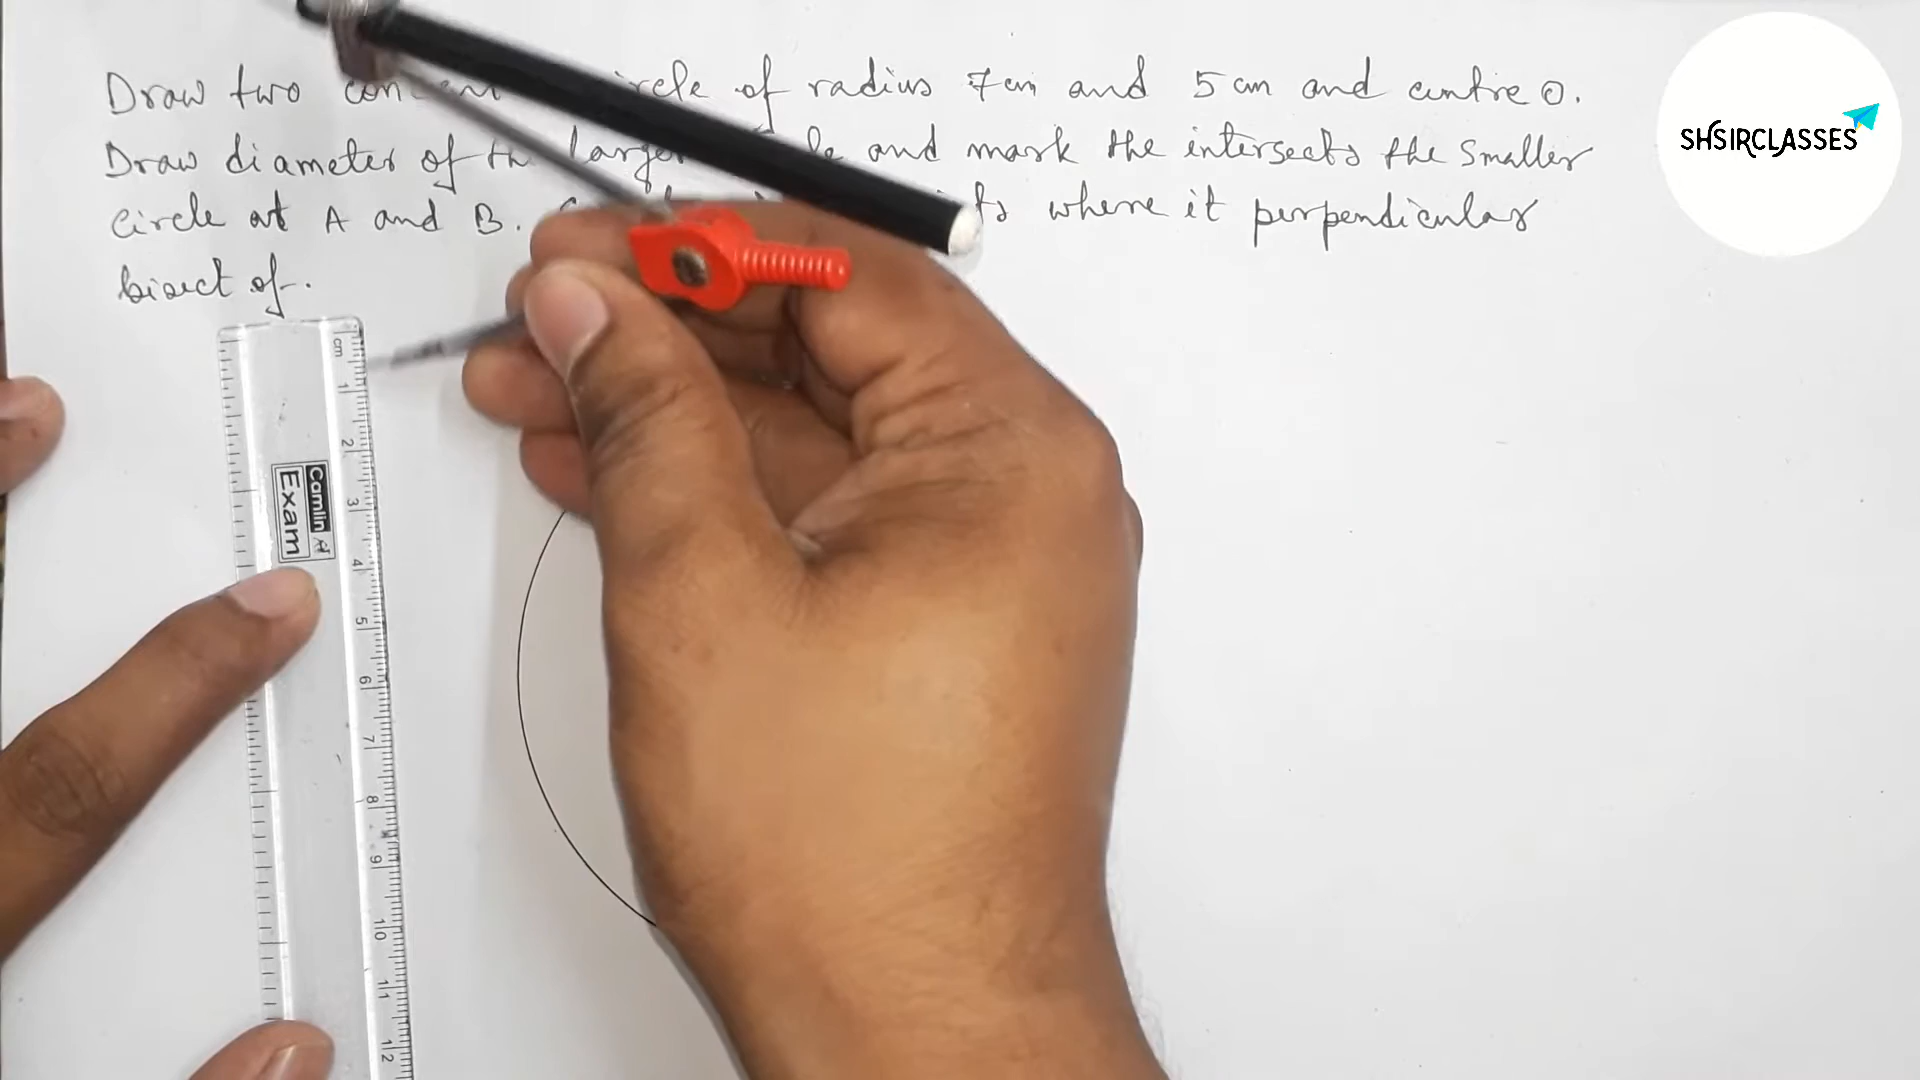 Draw two circle of radius 7cm and 5cm and centre O.
Draw diameter of and mark the intersects the smaller
circle at A and B. where it perpendicular
bisect of.
SHSIRCLASSES
cm 1 2 3 4 5 6 7 8 9 10 11 12
Camlin
Exam